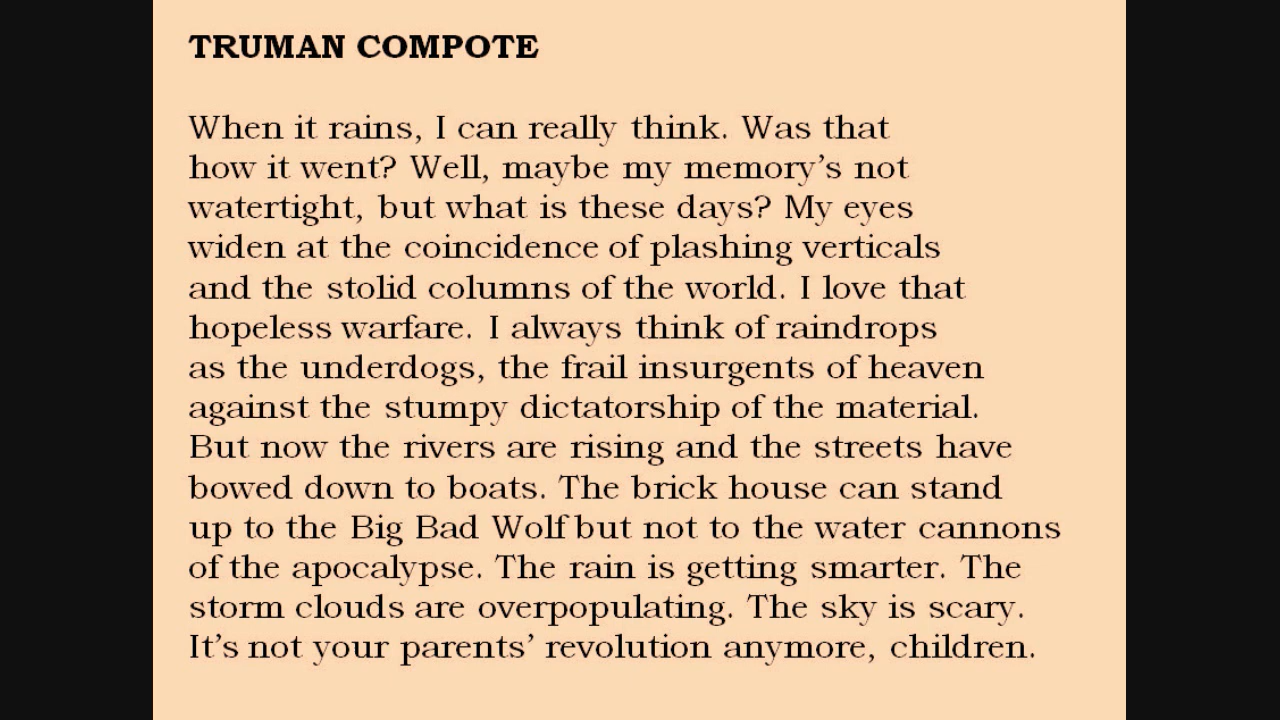 TRUMAN COMPOTE
When it rains, I can really think. Was that
how it went? Well, maybe my memory’s not
watertight, but what is these days? My eyes
widen at the coincidence of plashing verticals
and the stolid columns of the world. I love that
hopeless warfare. I always think of raindrops
as the underdogs, the frail insurgents of heaven
against the stumpy dictatorship of the material.
But now the rivers are rising and the streets have
bowed down to boats. The brick house can stand
up to the Big Bad Wolf but not to the water cannons
of the apocalypse. The rain is getting smarter. The
storm clouds are overpopulating. The sky is scary.
It’s not your parents’ revolution anymore, children.